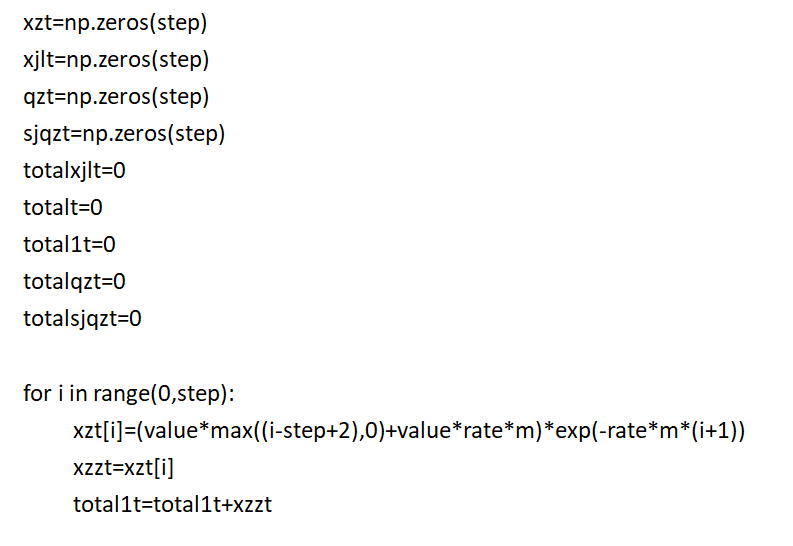 xzt=np.zeros(step)
xjlt=np.zeros(step)
qzt=np.zeros(step)
sjqzt=np.zeros(step)
totalxjlt=0
totalt=0
total1t=0
totalqzt=0
totalsjqzt=0
for i in range(0,step):
xzt[i]=(value*max((i-step+2),0)+value*rate*m)*exp(-rate*m*(i+1))
xzzt=xzt[i]
total1t=total1t+xzzt